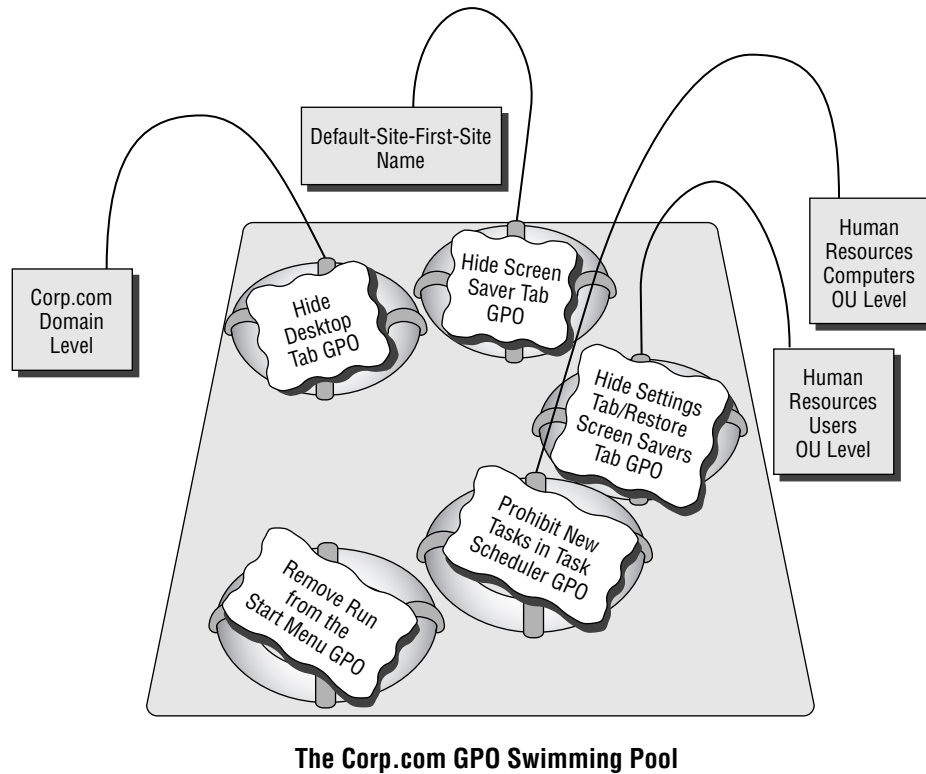 Default-Site-First-Site
Name
Human
Resources
Computers
OU Level
Corp.com
Domain
Level
Hide
Desktop
Tab GPO
Hide Screen
Saver Tab
GPO
Hide Settings
Tab/Restore
Screen Savers
Tab GPO
Human
Resources
Users
OU Level
Prohibit New
Tasks in Task
Scheduler GPO
Remove Run
from the
Start Menu GPO
The Corp.com GPO Swimming Pool